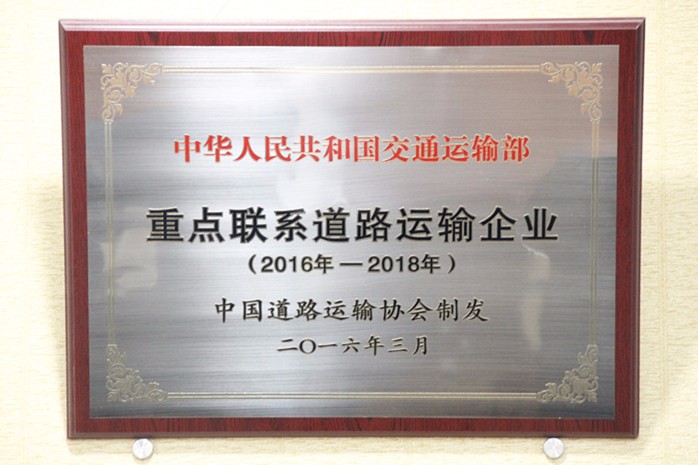 中华人民共和国交通运输部
重点联系道路运输企业
（2016年—2018年）
中国道路运输协会制发
二〇一六年三月